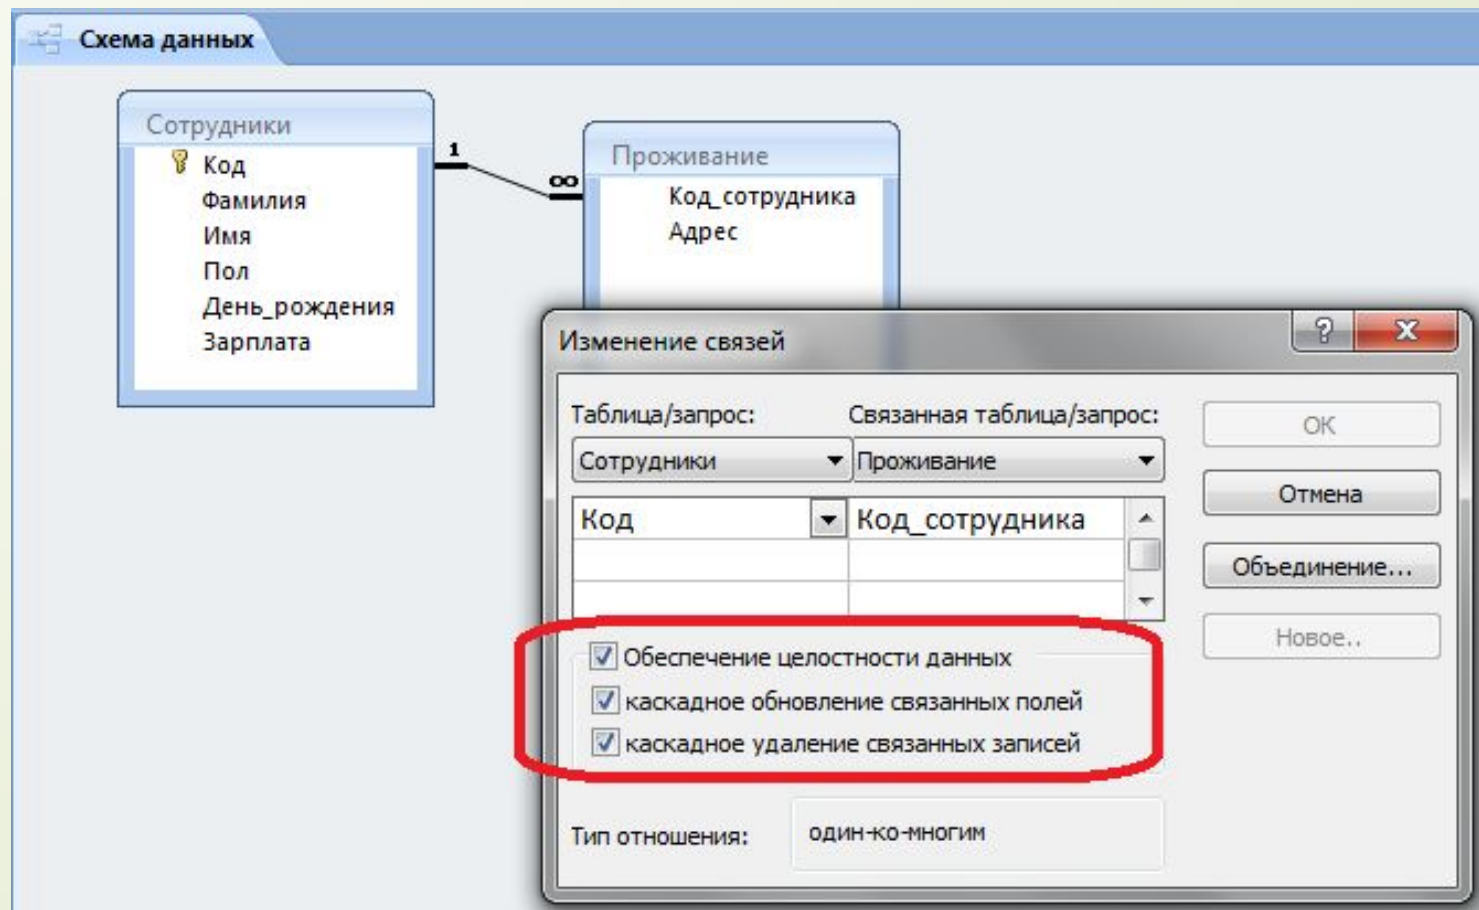 Схема данных
Сотрудники
Код
Фамилия
Имя
Пол
День_рождения
Зарплата
1
∞
Проживание
Код_сотрудника
Адрес
Изменение связей
?
X
Таблица/запрос:
Связанная таблица/запрос:
Сотрудники
Проживание
Код
Код_сотрудника
ОК
Отмена
Объединение...
Новое..
Обеспечение целостности данных
каскадное обновление связанных полей
каскадное удаление связанных записей
Тип отношения:
один-ко-многим